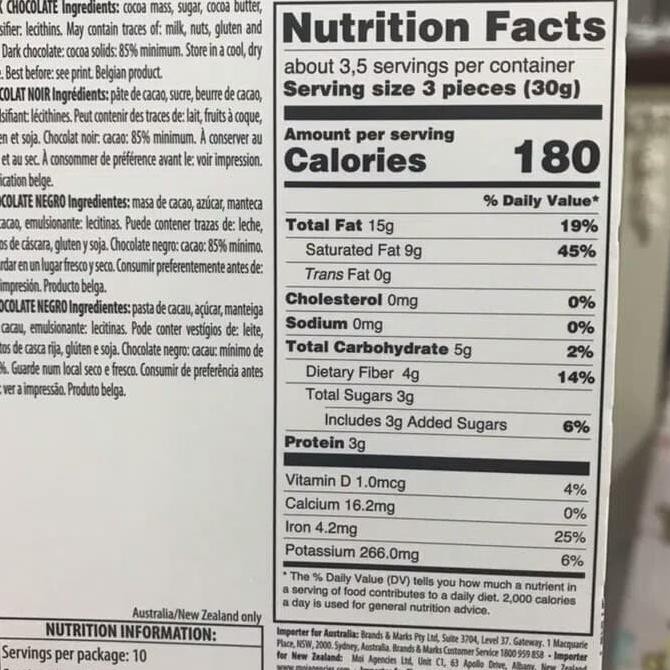 CHOCOLATE Ingredients: cocoa mass, sugar, cocoa butter,
sifier: lecithins. May contain traces of: milk, nuts, gluten and
Dark chocolate: cocoa solids: 85% minimum. Store in a cool, dry
. Best before: see print. Belgian product.
COLAT NOIR Ingrédients: pâte de cacao, sucre, beurre de cacao,
sifiant: lécithines. Peut contenir des traces de: lait, fruits à coque,
en et soja. Chocolat noir: cacao: 85% minimum. À conserver au
et au sec. À consommer de préférence avant le: voir impression.
ication belge.
COLATE NEGRO Ingredientes: masa de cacao, azúcar, manteca
cacao, emulsionante: lecitinas. Puede contener trazas de: leche,
os de cáscara, gluten y soja. Chocolate negro: cacao: 85% mínimo.
rdar en un lugar fresco y seco. Consumir preferentemente antes de:
impresión. Producto belga.
OCOLATE NEGRO Ingredientes: pasta de cacau, açúcar, manteiga
cacau, emulsionante: lecitinas. Pode conter vestígios de: leite,
tos de casca rija, glúten e soja. Chocolate negro: cacau: mínimo de
%. Guarde num local seco e fresco. Consumir de preferência antes
: ver a impressão. Produto belga.
Australia/New Zealand only
NUTRITION INFORMATION:
Servings per package: 10
Nutrition Facts
about 3,5 servings per container
Serving size 3 pieces (30g)
Amount per serving
Calories 180
% Daily Value*
Total Fat 15g 19%
Saturated Fat 9g 45%
Trans Fat 0g
Cholesterol 0mg 0%
Sodium 0mg 0%
Total Carbohydrate 5g 2%
Dietary Fiber 4g 14%
Total Sugars 3g
Includes 3g Added Sugars 6%
Protein 3g
Vitamin D 1.0mcg 4%
Calcium 16.2mg 0%
Iron 4.2mg 25%
Potassium 266.0mg 6%
* The % Daily Value (DV) tells you how much a nutrient in
a serving of food contributes to a daily diet. 2,000 calories
a day is used for general nutrition advice.
Importer for Australia: Brands & Marks Pty Ltd, Suite 3704, Level 37. Gateway. 1 Macquarie
Place, NSW, 2000. Sydney, Australia. Brands & Marks Customer Service 1800 959 858 - Importer
for New Zealand: Moi Agencies Ltd, Unit C1, 63 Apollo Drive, Albany, New Zealand